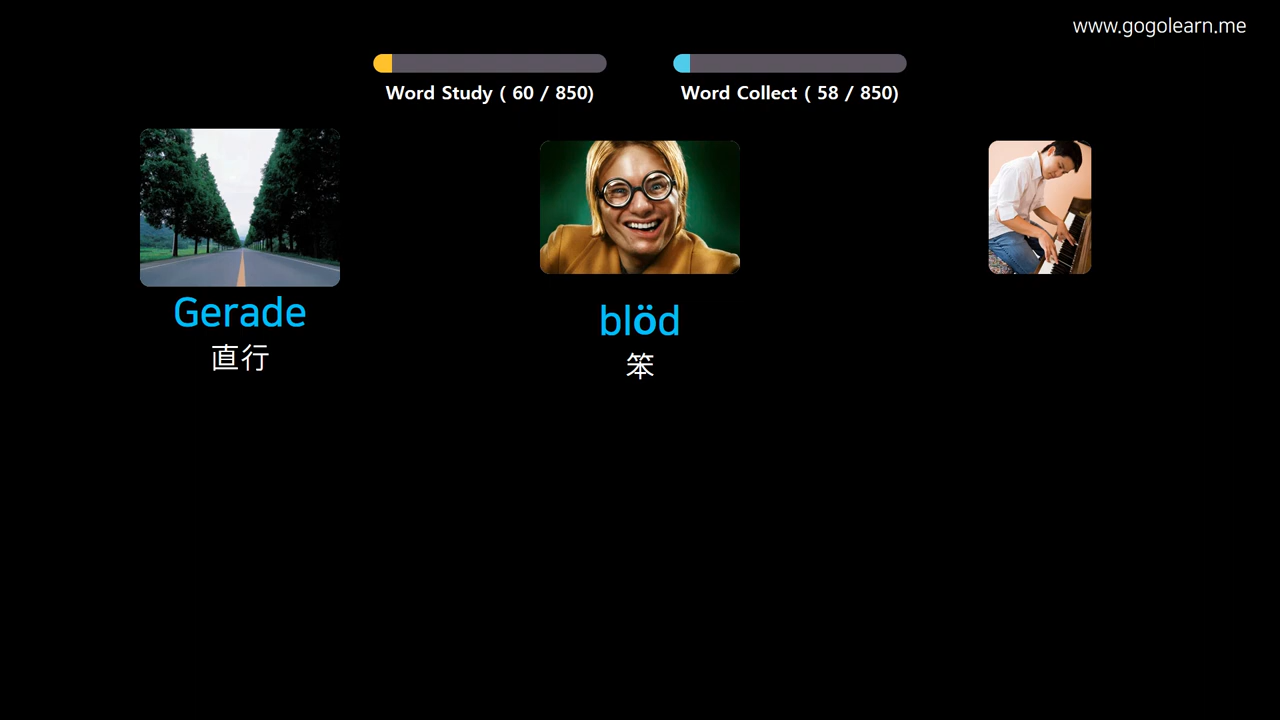 www.gogolearn.me
Word Study ( 60 / 850)
Word Collect ( 58 / 850)
Gerade
直行
blöd
笨